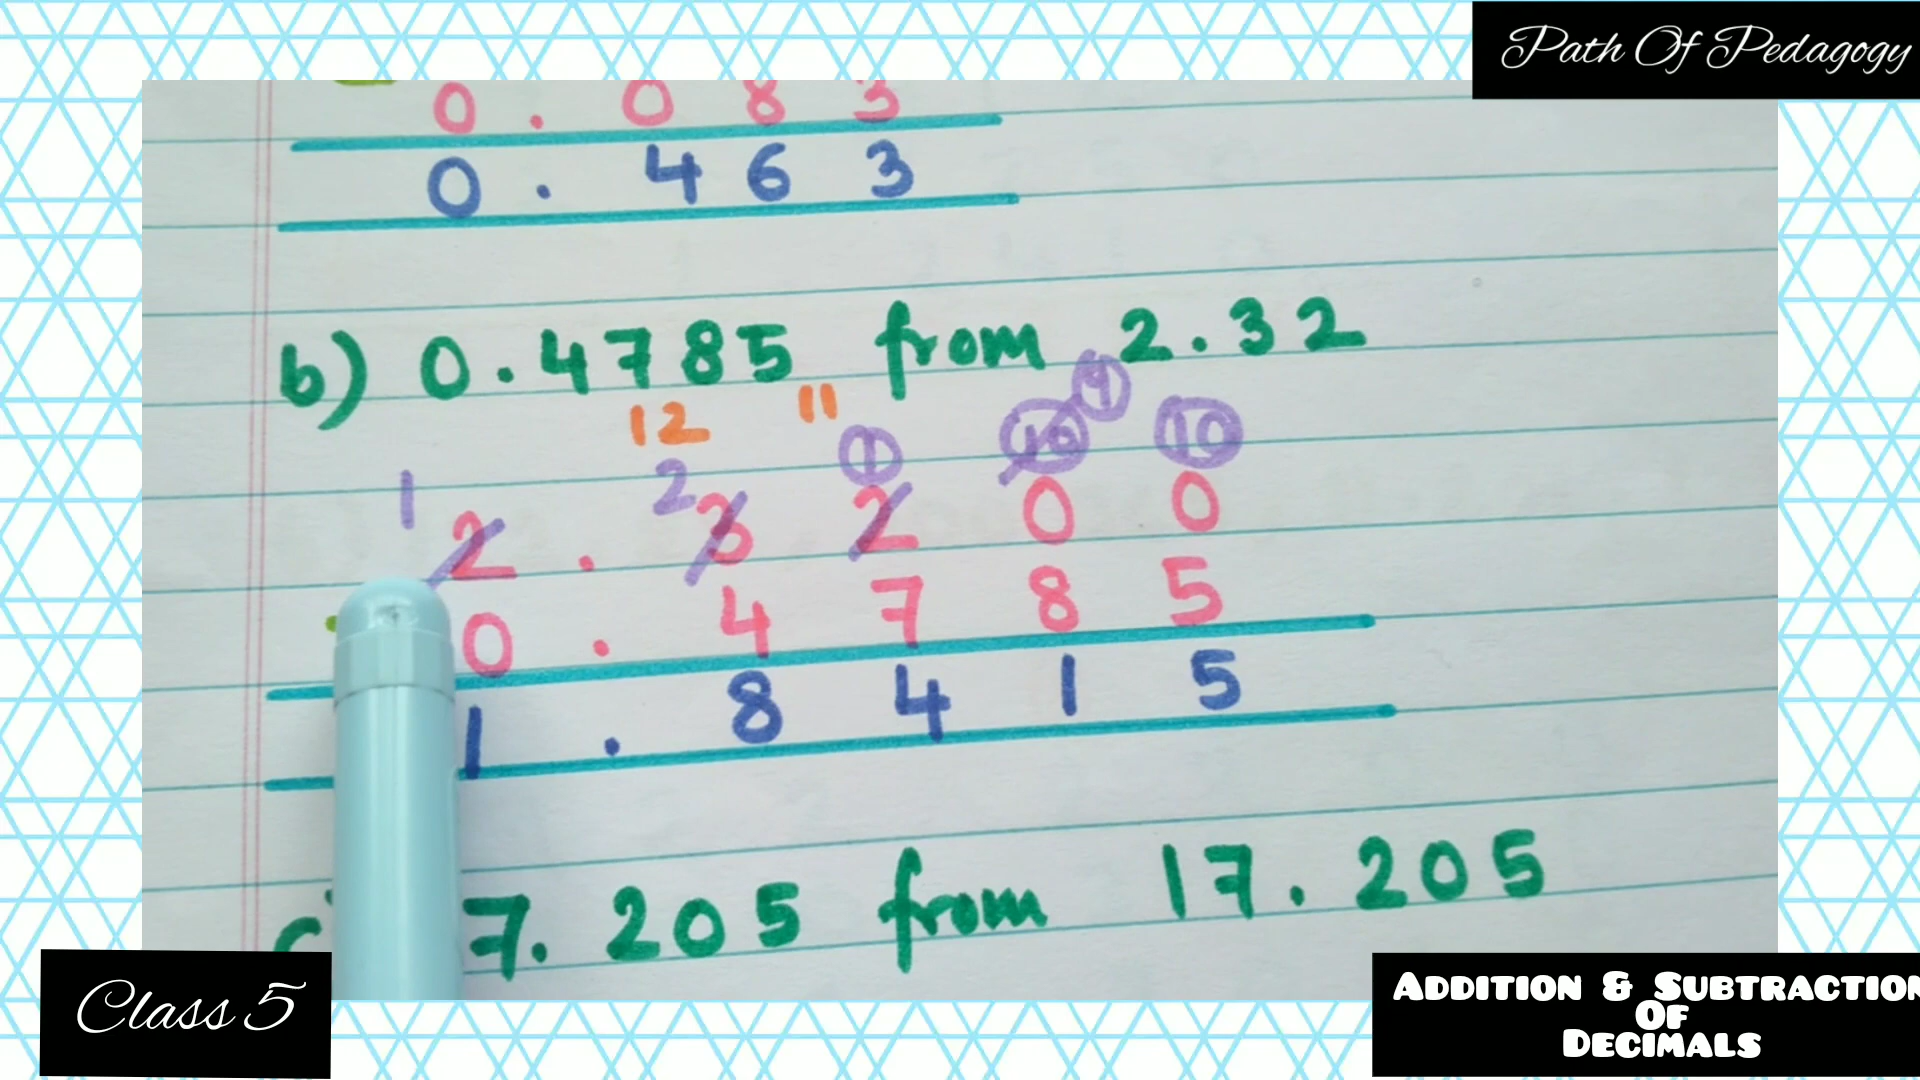 Path Of Pedagogy
0 . 0 8 3
0 . 4 6 3
b) 0.4785 from 2.32
12 11 9
1 2 1 10 10
2 . 3 2 0 0
0 . 4 7 8 5
1 . 8 4 1 5
7.205 from 17.205
Class 5
ADDITION & SUBTRACTION
OF
DECIMALS